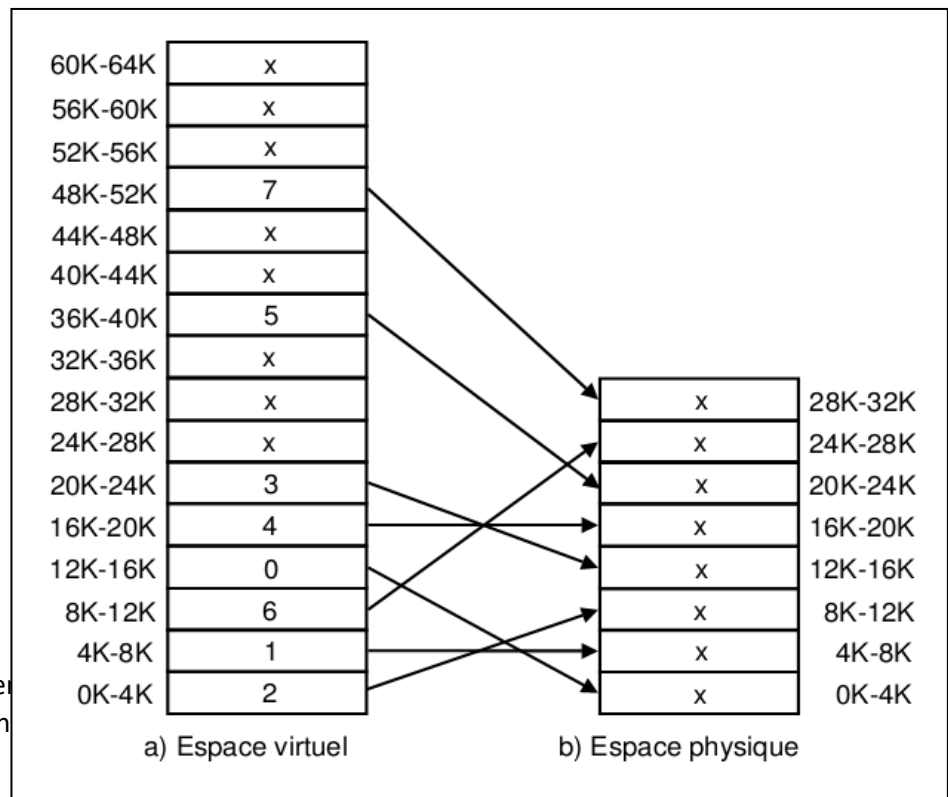 60K-64K x
56K-60K x
52K-56K x
48K-52K 7
44K-48K x
40K-44K x
36K-40K 5
32K-36K x
28K-32K x x 28K-32K
24K-28K x x 24K-28K
20K-24K 3 x 20K-24K
16K-20K 4 x 16K-20K
12K-16K 0 x 12K-16K
8K-12K 6 x 8K-12K
4K-8K 1 x 4K-8K
0K-4K 2 x 0K-4K
a) Espace virtuel b) Espace physique